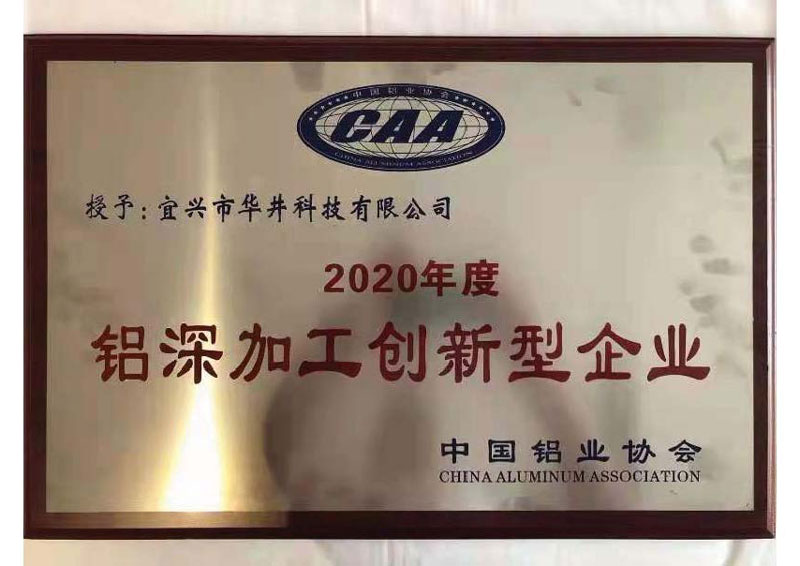 中国铝业协会
CAA
CHINA ALUMINUM ASSOCIATION
授予：宜兴市华井科技有限公司
2020年度
铝深加工创新型企业
中国铝业协会
CHINA ALUMINUM ASSOCIATION